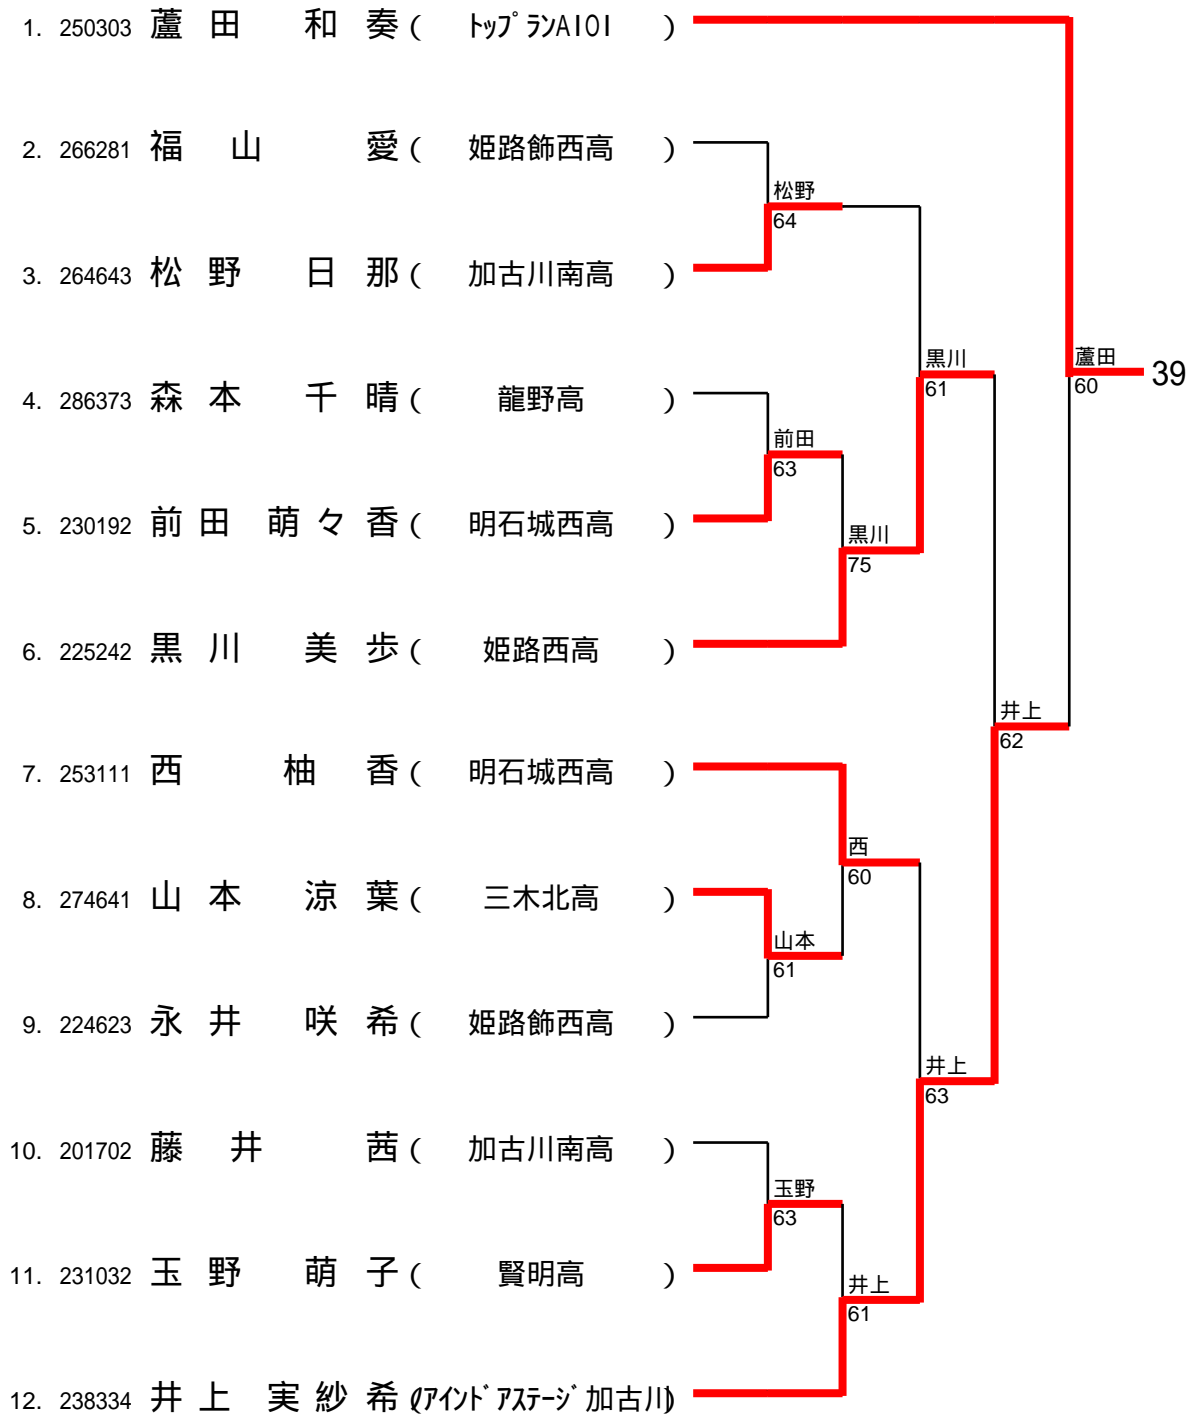 1. 250303 蘆田 和奏 ( トップランAIOI )
2. 266281 福山 愛 ( 姫路飾西高 )
松野
64
3. 264643 松野 日那 ( 加古川南高 )
黒川
61
蘆田
60
39
4. 286373 森本 千晴 ( 龍野高 )
前田
63
5. 230192 前田 萌々香 ( 明石城西高 )
黒川
75
6. 225242 黒川 美歩 ( 姫路西高 )
井上
62
7. 253111 西 柚香 ( 明石城西高 )
西
60
8. 274641 山本 涼葉 ( 三木北高 )
山本
61
9. 224623 永井 咲希 ( 姫路飾西高 )
井上
63
10. 201702 藤井 茜 ( 加古川南高 )
玉野
63
11. 231032 玉野 萌子 ( 賢明高 )
井上
61
12. 238334 井上 実紗希 (アインドアステージ加古川)